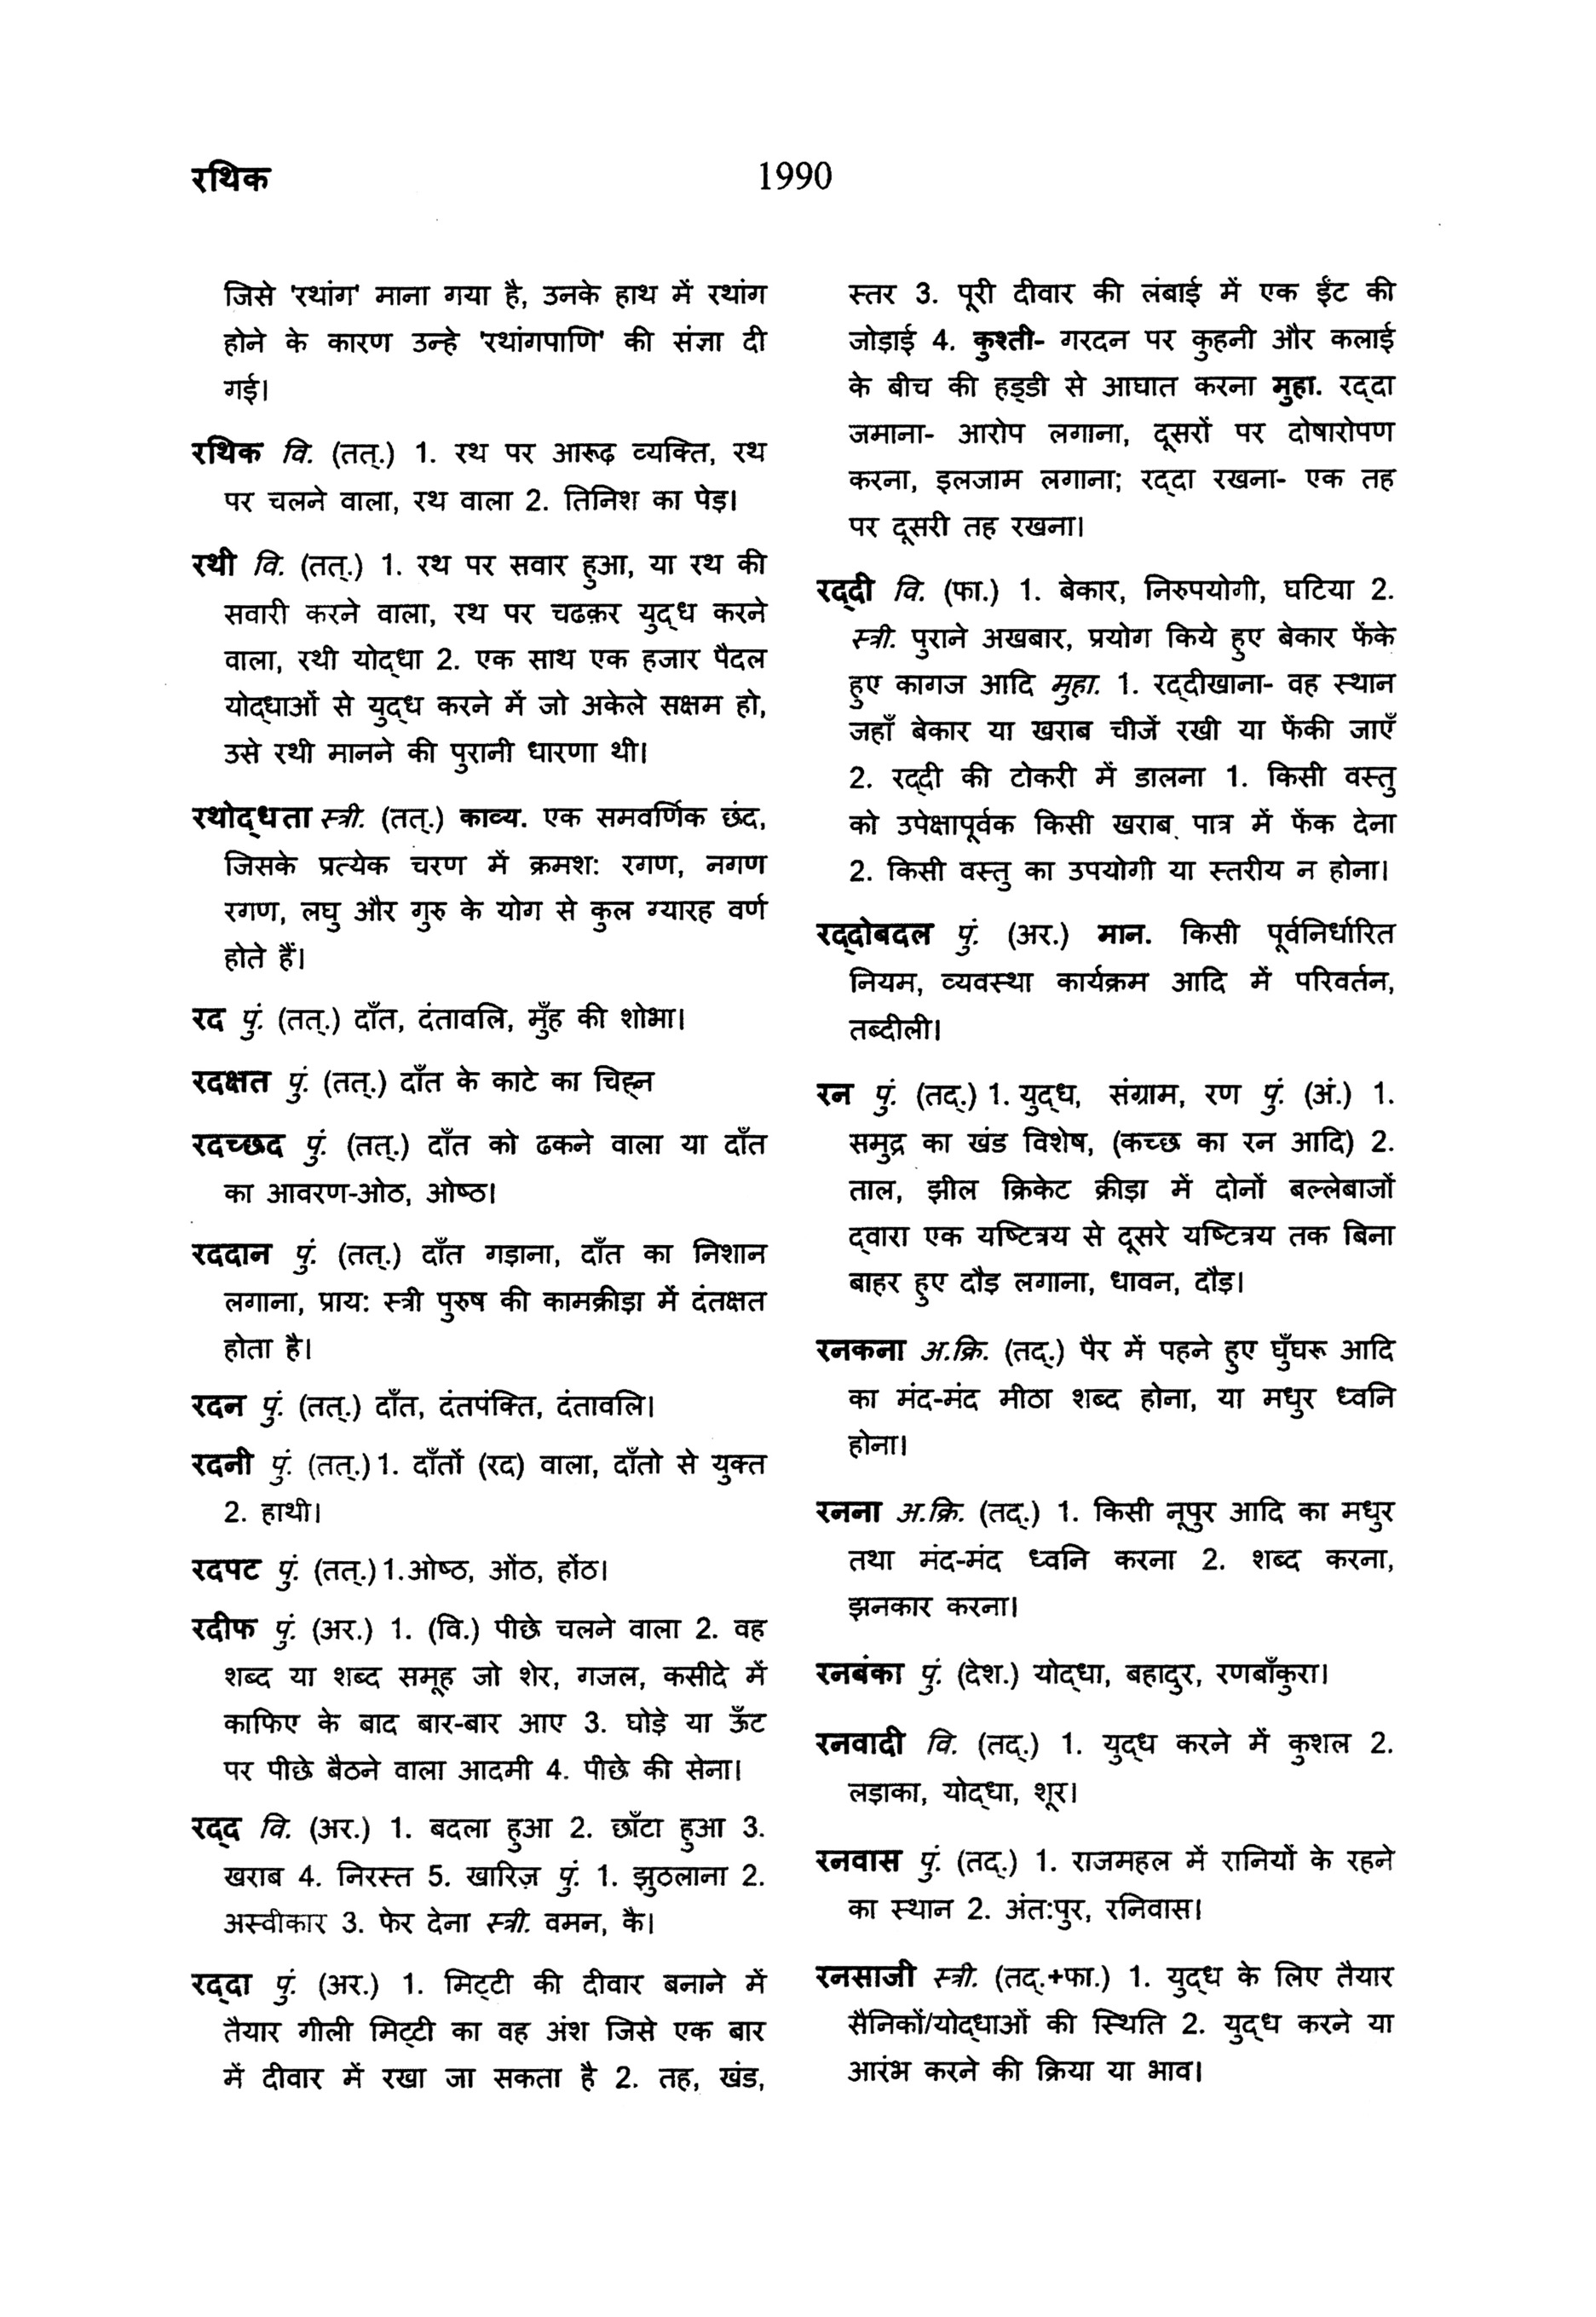 रथिक
1990
जिसे 'रथांग' माना गया है, उनके हाथ में रथांग
होने के कारण उन्हे 'रथांगपाणि' की संज्ञा दी
गई।
रथिक वि. (तत्.) 1. रथ पर आरूढ़ व्यक्ति, रथ
पर चलने वाला, रथ वाला 2. तिनिश का पेड़।
रथी वि. (तत्.) 1. रथ पर सवार हुआ, या रथ की
सवारी करने वाला, रथ पर चढक़र युद्ध करने
वाला, रथी योद्धा 2. एक साथ एक हजार पैदल
योद्धाओं से युद्ध करने में जो अकेले सक्षम हो,
उसे रथी मानने की पुरानी धारणा थी।
रथोद्धता स्त्री. (तत्.) काव्य. एक समवर्णिक छंद,
जिसके प्रत्येक चरण में क्रमश: रगण, नगण
रगण, लघु और गुरु के योग से कुल ग्यारह वर्ण
होते हैं।
रद पुं. (तत्.) दाँत, दंतावलि, मुँह की शोभा।
रदक्षत पुं. (तत्.) दाँत के काटे का चिह्न
रदच्छद पुं. (तत्.) दाँत को ढकने वाला या दाँत
का आवरण-ओठ, ओष्ठ।
रददान पुं. (तत्.) दाँत गड़ाना, दाँत का निशान
लगाना, प्राय: स्त्री पुरुष की कामक्रीड़ा में दंतक्षत
होता है।
रदन पुं. (तत्.) दाँत, दंतपंक्ति, दंतावलि।
रदनी पुं. (तत्.) 1. दाँतों (रद) वाला, दाँतो से युक्त
2. हाथी।
रदपट पुं. (तत्.) 1.ओष्ठ, ओंठ, होंठ।
रदीफ पुं. (अर.) 1. (वि.) पीछे चलने वाला 2. वह
शब्द या शब्द समूह जो शेर, गजल, कसीदे में
काफिए के बाद बार-बार आए 3. घोड़े या ऊँट
पर पीछे बैठने वाला आदमी 4. पीछे की सेना।
रद्द वि. (अर.) 1. बदला हुआ 2. छाँटा हुआ 3.
खराब 4. निरस्त 5. खारिज़ पुं. 1. झुठलाना 2.
अस्वीकार 3. फेर देना स्त्री. वमन, कै।
रद्दा पुं. (अर.) 1. मिट्टी की दीवार बनाने में
तैयार गीली मिट्टी का वह अंश जिसे एक बार
में दीवार में रखा जा सकता है 2. तह, खंड,
स्तर 3. पूरी दीवार की लंबाई में एक ईंट की
जोड़ाई 4. कुश्ती- गरदन पर कुहनी और कलाई
के बीच की हड्डी से आघात करना मुहा. रद्दा
जमाना- आरोप लगाना, दूसरों पर दोषारोपण
करना, इलजाम लगाना; रद्दा रखना- एक तह
पर दूसरी तह रखना।
रद्दी वि. (फा.) 1. बेकार, निरुपयोगी, घटिया 2.
स्त्री. पुराने अखबार, प्रयोग किये हुए बेकार फेंके
हुए कागज आदि मुहा. 1. रद्दीखाना- वह स्थान
जहाँ बेकार या खराब चीजें रखी या फेंकी जाएँ
2. रद्दी की टोकरी में डालना 1. किसी वस्तु
को उपेक्षापूर्वक किसी खराब पात्र में फेंक देना
2. किसी वस्तु का उपयोगी या स्तरीय न होना।
रद्दोबदल पुं. (अर.) मान. किसी पूर्वनिर्धारित
नियम, व्यवस्था कार्यक्रम आदि में परिवर्तन,
तब्दीली।
रन पुं. (तद्.) 1. युद्ध, संग्राम, रण पुं. (अं.) 1.
समुद्र का खंड विशेष, (कच्छ का रन आदि) 2.
ताल, झील क्रिकेट क्रीड़ा में दोनों बल्लेबाजों
द्वारा एक यष्टित्रय से दूसरे यष्टित्रय तक बिना
बाहर हुए दौड़ लगाना, धावन, दौड़।
रनकना अ.क्रि. (तद्.) पैर में पहने हुए घुँघरू आदि
का मंद-मंद मीठा शब्द होना, या मधुर ध्वनि
होना।
रनना अ.क्रि. (तद्.) 1. किसी नूपुर आदि का मधुर
तथा मंद-मंद ध्वनि करना 2. शब्द करना,
झनकार करना।
रनबंका पुं. (देश.) योद्धा, बहादुर, रणबाँकुरा।
रनवादी वि. (तद्.) 1. युद्ध करने में कुशल 2.
लड़ाका, योद्धा, शूर।
रनवास पुं. (तद्.) 1. राजमहल में रानियों के रहने
का स्थान 2. अंत:पुर, रनिवास।
रनसाजी स्त्री. (तद्.+फा.) 1. युद्ध के लिए तैयार
सैनिकों/योद्धाओं की स्थिति 2. युद्ध करने या
आरंभ करने की क्रिया या भाव।